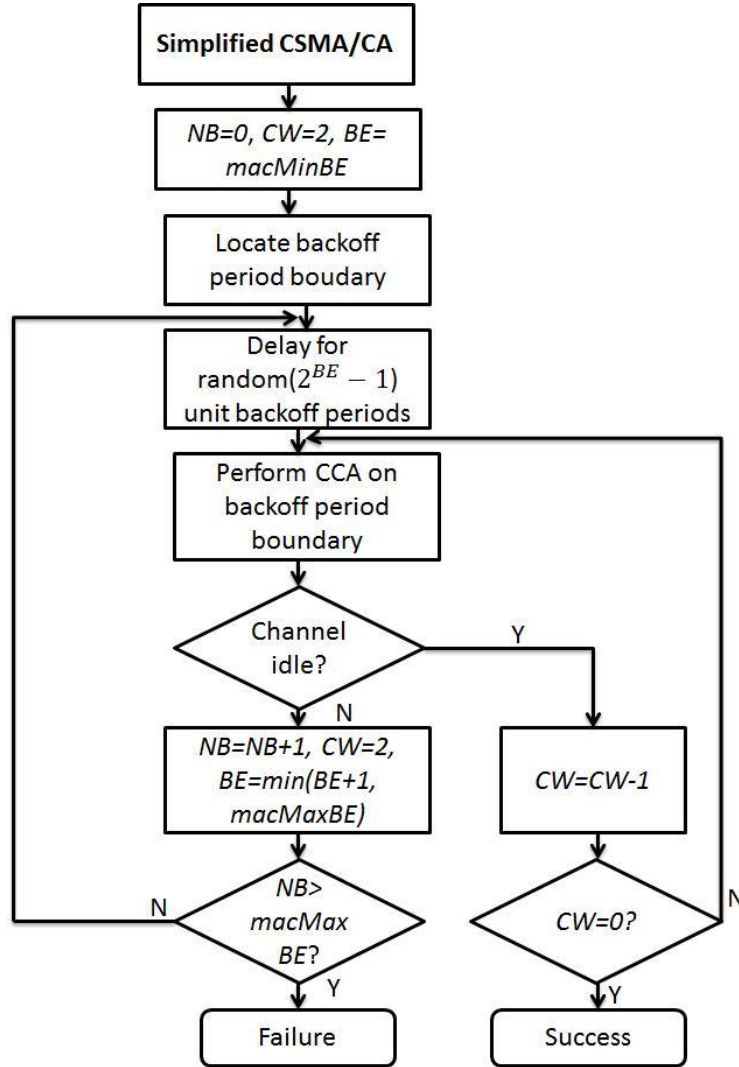 Simplified CSMA/CA
NB=0, CW=2, BE=
macMinBE
Locate backoff
period boudary
Delay for
random(2^{BE} − 1)
unit backoff periods
Perform CCA on
backoff period
boundary
Channel
idle?
Y
N
NB=NB+1, CW=2,
BE=min(BE+1,
macMaxBE)
CW=CW-1
N
NB>
macMax
BE?
Y
Failure
CW=0?
N
Y
Success